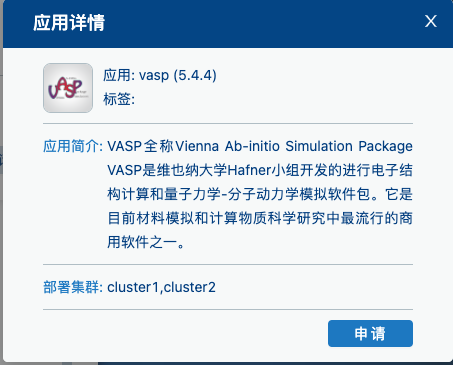 应用详情
X
VASP
应用: vasp (5.4.4)
标签:
应用简介: VASP全称Vienna Ab-initio Simulation Package
VASP是维也纳大学Hafner小组开发的进行电子结
构计算和量子力学-分子动力学模拟软件包。它是
目前材料模拟和计算物质科学研究中最流行的商
用软件之一。
部署集群: cluster1,cluster2
申请